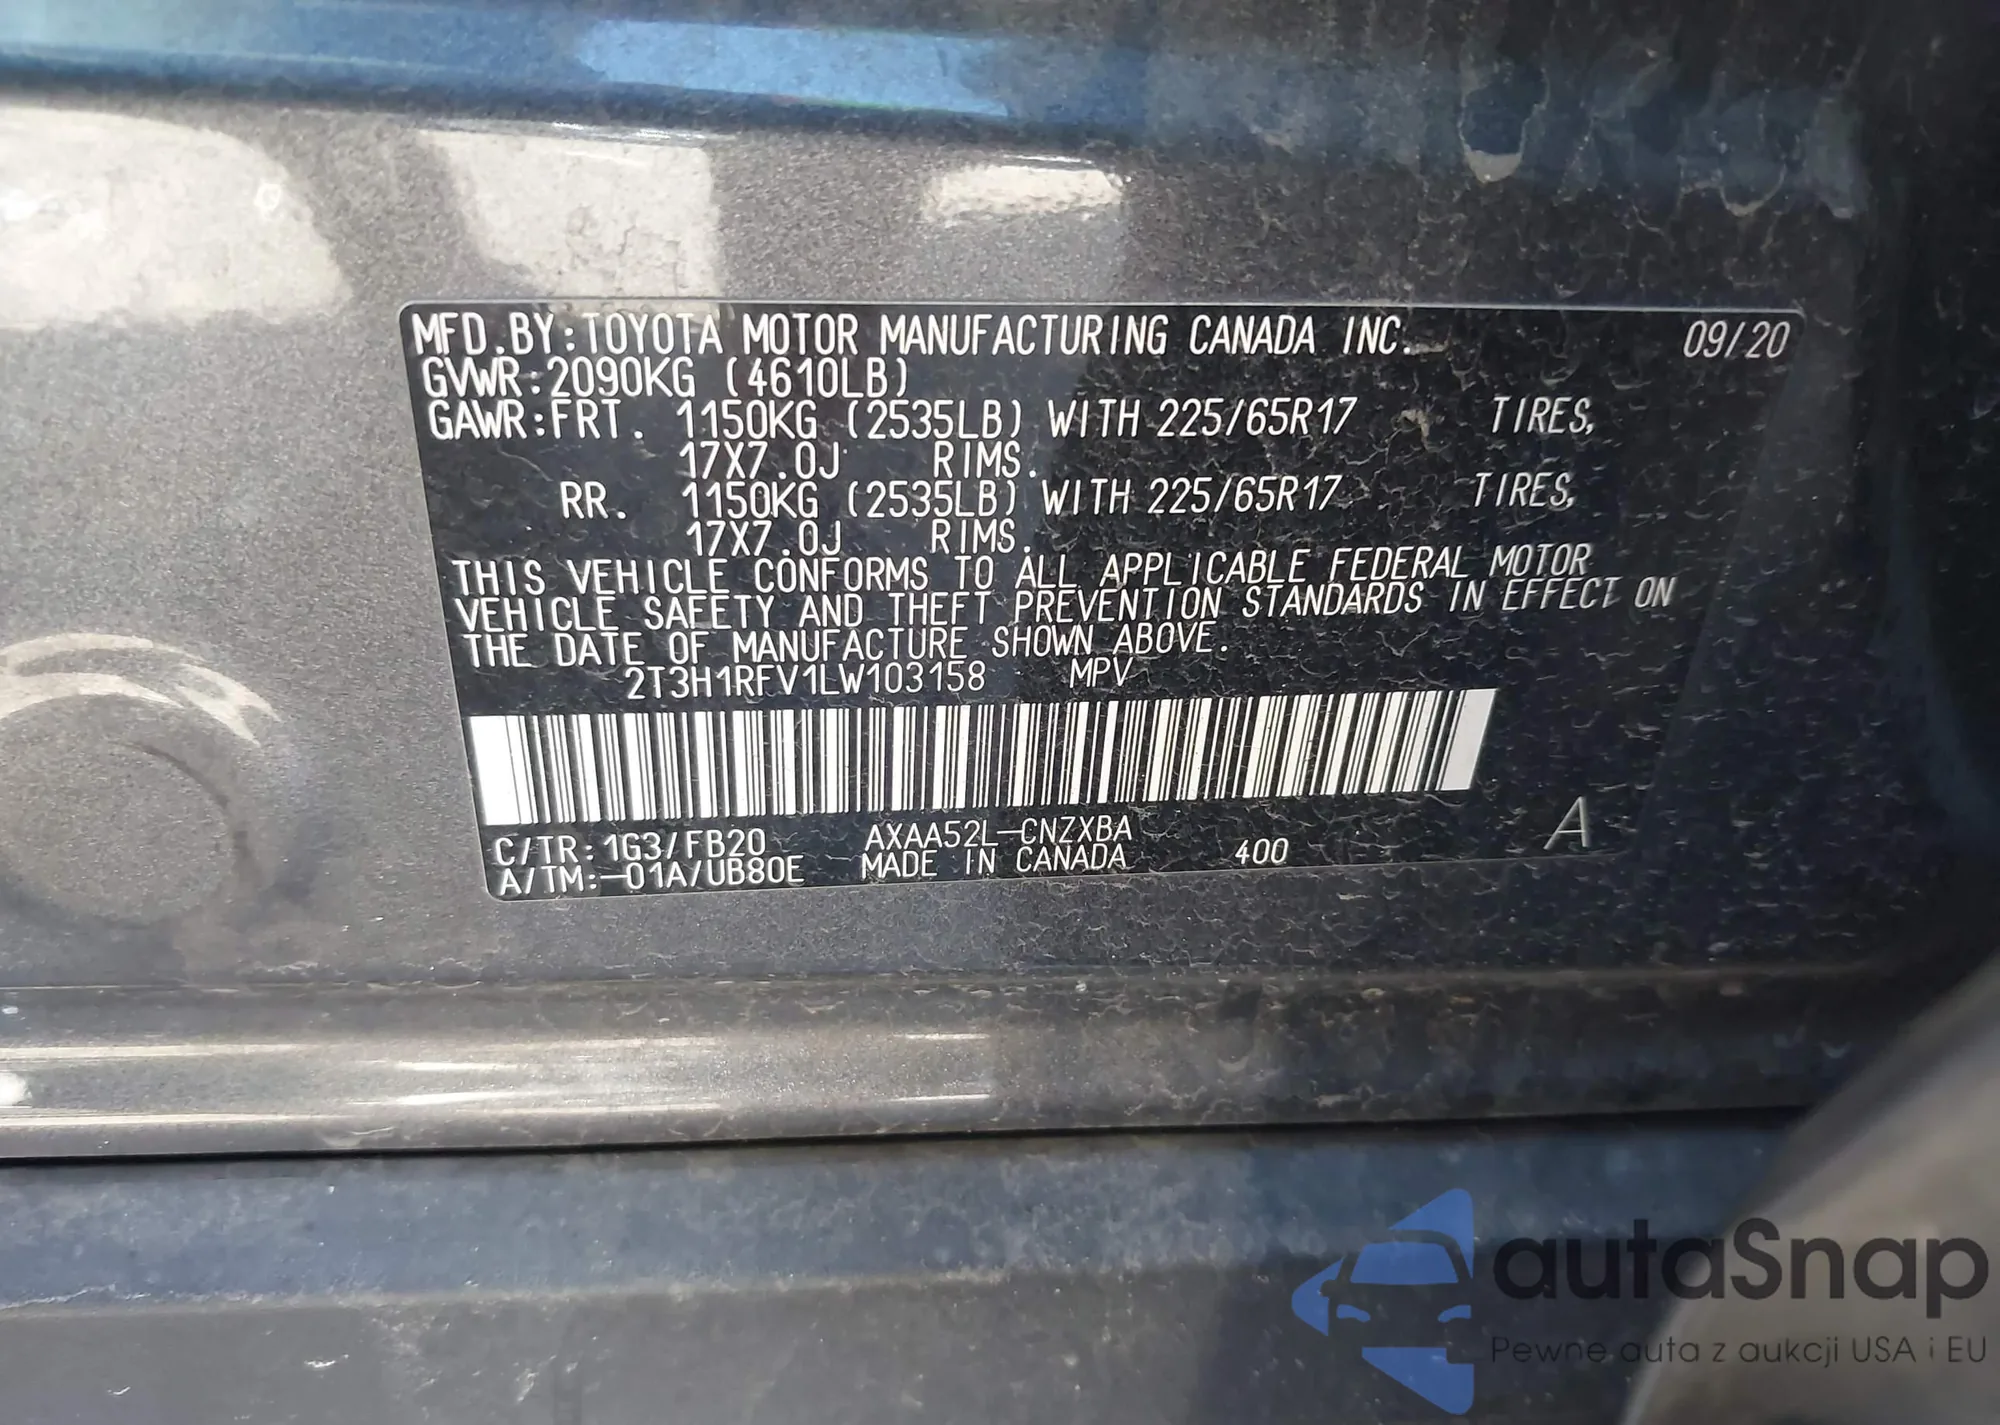 MFD.BY:TOYOTA MOTOR MANUFACTURING CANADA INC. 09/20
GVWR:2090KG (4610LB)
GAWR:FRT. 1150KG (2535LB) WITH 225/65R17 TIRES,
17X7.0J RIMS.
RR. 1150KG (2535LB) WITH 225/65R17 TIRES,
17X7.0J RIMS.
THIS VEHICLE CONFORMS TO ALL APPLICABLE FEDERAL MOTOR
VEHICLE SAFETY AND THEFT PREVENTION STANDARDS IN EFFECT ON
THE DATE OF MANUFACTURE SHOWN ABOVE.
2T3H1RFV1LW103158 MPV
C/TR:1G3/FB20 AXAA52L-CNZXBA
A/TM:-01A/UB80E MADE IN CANADA 400 A
autaSnap
Pewne auta z aukcji USA i EU